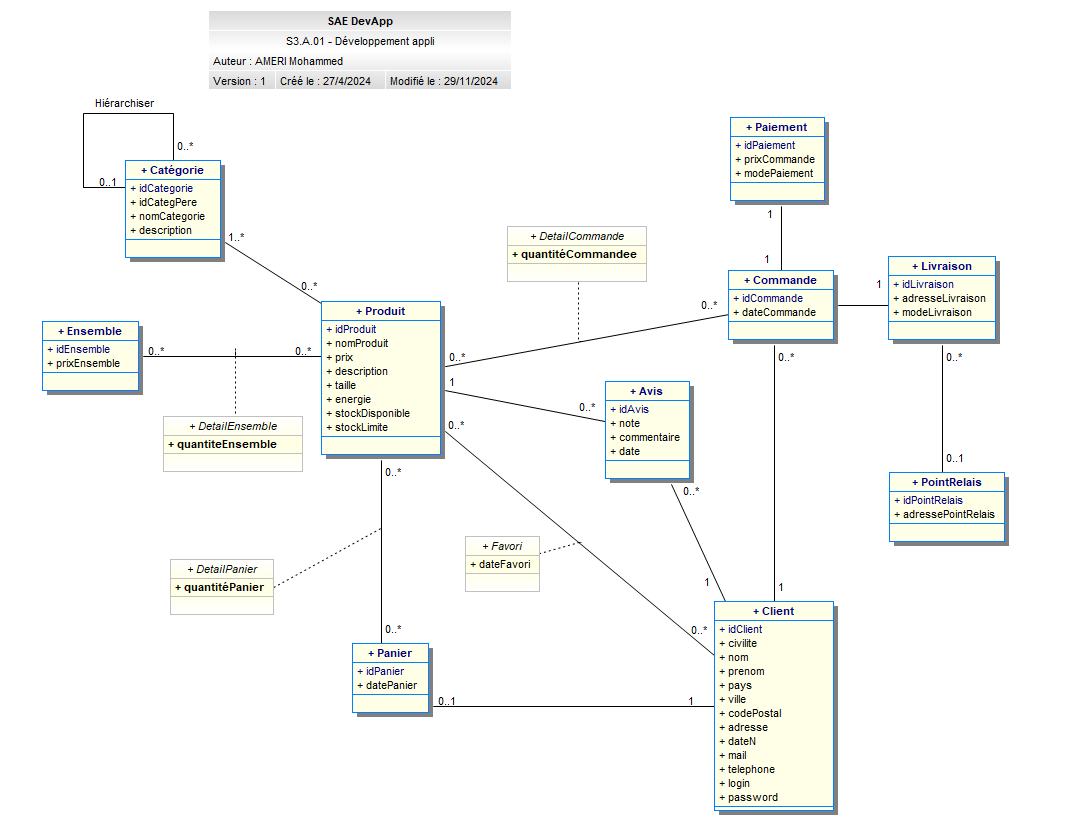 SAE DevApp
S3.A.01 - Développement appli
Auteur : AMERI Mohammed
Version : 1 Créé le : 27/4/2024 Modifié le : 29/11/2024
Hiérarchiser
0..*
0..1
+ Catégorie
+ idCategorie
+ idCategPere
+ nomCategorie
+ description
1..*
0..*
+ Paiement
+ idPaiement
+ prixCommande
+ modePaiement
1
1
+ DetailCommande
+ quantitéCommandee
+ Commande
+ idCommande
+ dateCommande
0..*
0..*
1
+ Livraison
+ idLivraison
+ adresseLivraison
+ modeLivraison
0..*
0..1
+ PointRelais
+ idPointRelais
+ adressePointRelais
+ Ensemble
+ idEnsemble
+ prixEnsemble
0..*
0..*
+ DetailEnsemble
+ quantiteEnsemble
+ Produit
+ idProduit
+ nomProduit
+ prix
+ description
+ taille
+ energie
+ stockDisponible
+ stockLimite
0..*
1
0..*
0..*
0..*
+ Avis
+ idAvis
+ note
+ commentaire
+ date
0..*
1
+ Favori
+ dateFavori
0..*
+ DetailPanier
+ quantitéPanier
0..*
+ Panier
+ idPanier
+ datePanier
0..1
1
1
+ Client
+ idClient
+ civilite
+ nom
+ prenom
+ pays
+ ville
+ codePostal
+ adresse
+ dateN
+ mail
+ telephone
+ login
+ password